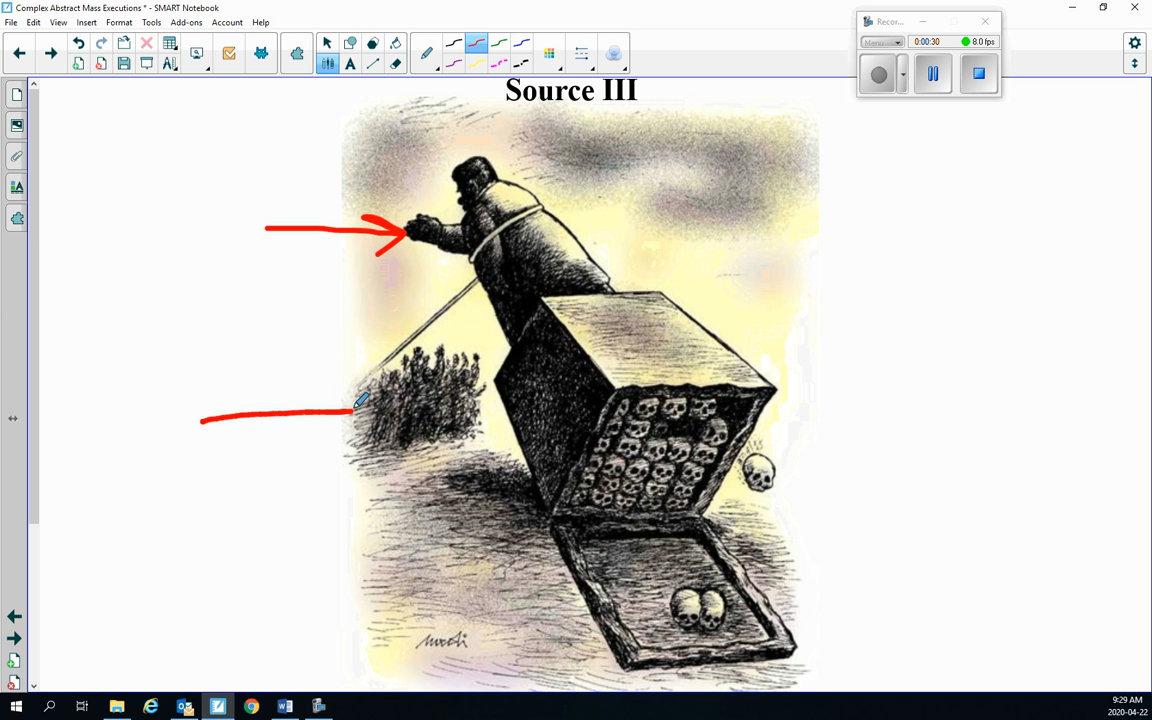 Complex Abstract Mass Executions * - SMART Notebook
File Edit View Insert Format Tools Add-ons Account Help
Recor...
Menu 0:00:30 8.0 fps
Source III
9:29 AM
2020-04-22